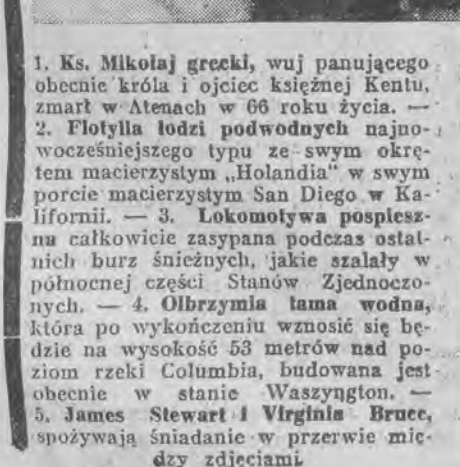 1. Ks. Mikołaj grecki, wuj panującego
obecnie króla i ojciec księżnej Kentu,
zmarł w Atenach w 66 roku życia. —
2. Flotylla łodzi podwodnych najno-
wocześniejszego typu ze swym okrę-
tem macierzystym „Holandia" w swym
porcie macierzystym San Diego w Ka-
lifornii. — 3. Lokomotywa pospiesz-
na całkowicie zasypana podczas ostat-
nich burz śnieżnych, jakie szalały w
północnej części Stanów Zjednoczo-
nych. — 4. Olbrzymia tama wodna,
która po wykończeniu wznosić się bę-
dzie na wysokość 53 metrów nad po-
ziom rzeki Columbia, budowana jest
obecnie w stanie Waszyngton. —
5. James Stewart i Virginia Bruce,
spożywają śniadanie w przerwie mię-
dzy zdjęciami.